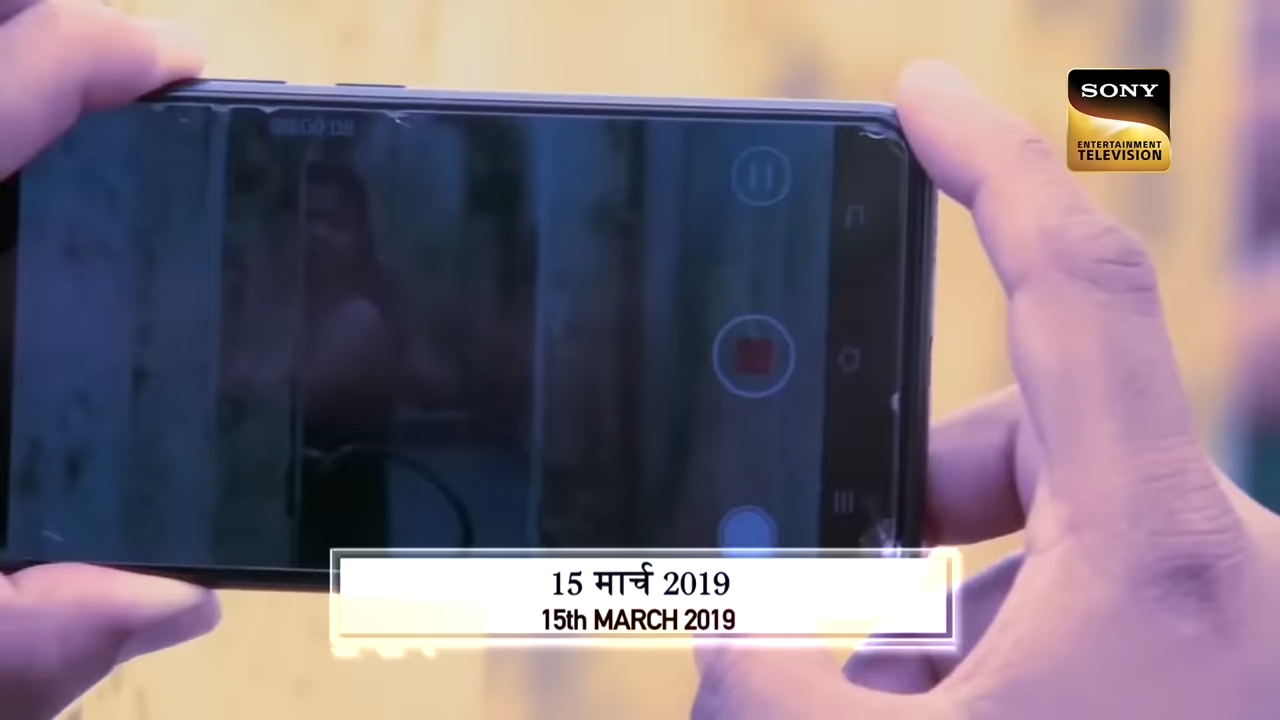 SONY
ENTERTAINMENT
TELEVISION
15 मार्च 2019
15th MARCH 2019